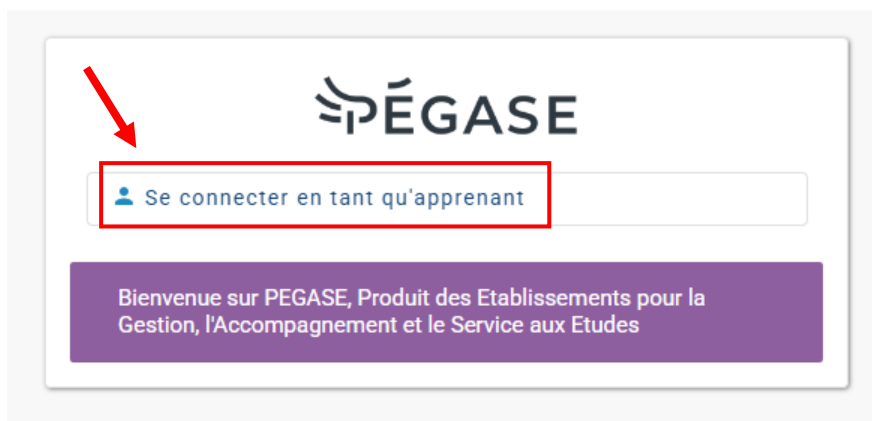 PÉGASE
Se connecter en tant qu'apprenant
Bienvenue sur PEGASE, Produit des Etablissements pour la
Gestion, l'Accompagnement et le Service aux Etudes